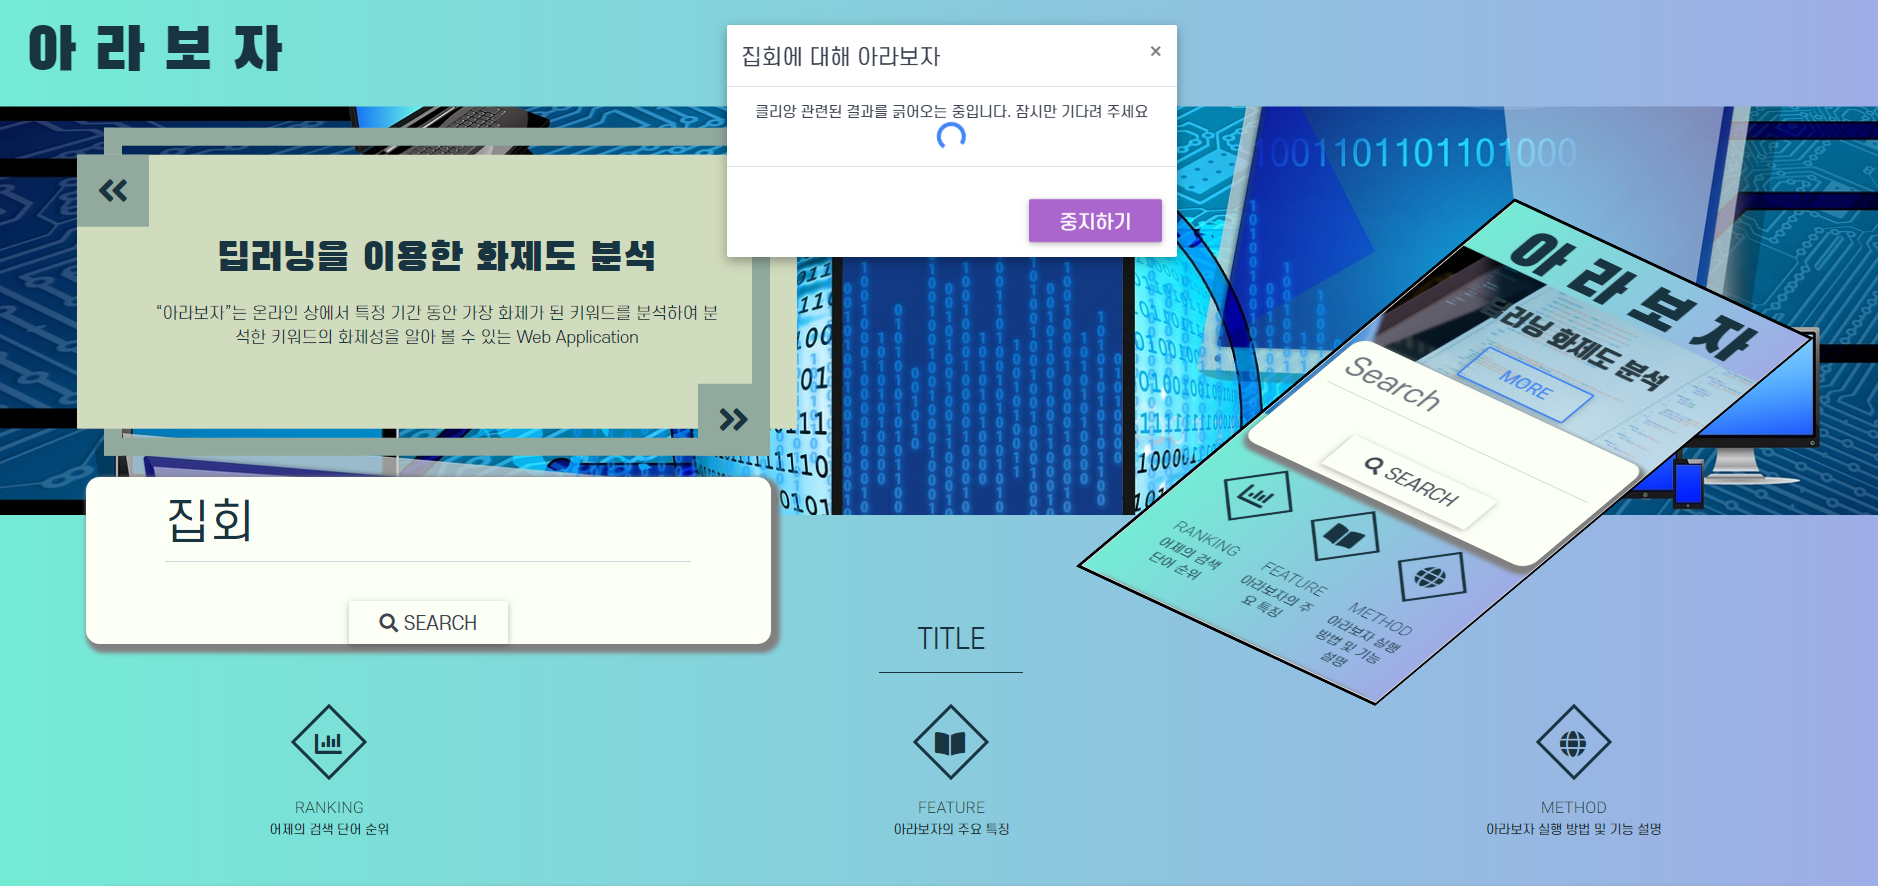 아라보자
집회에 대해 아라보자
×
클리앙 관련된 결과를 긁어오는 중입니다. 잠시만 기다려 주세요
중지하기
딥러닝을 이용한 화제도 분석
“아라보자”는 온라인 상에서 특정 기간 동안 가장 화제가 된 키워드를 분석하여 분
석한 키워드의 화제성을 알아 볼 수 있는 Web Application
집회
SEARCH
아라보자
딥러닝 화제도 분석
MORE
Search
SEARCH
RANKING
어제의 검색
단어 순위
FEATURE
아라보자의 주
요 특징
METHOD
아라보자 실행
방법 및 기능
설명
TITLE
RANKING
어제의 검색 단어 순위
FEATURE
아라보자의 주요 특징
METHOD
아라보자 실행 방법 및 기능 설명